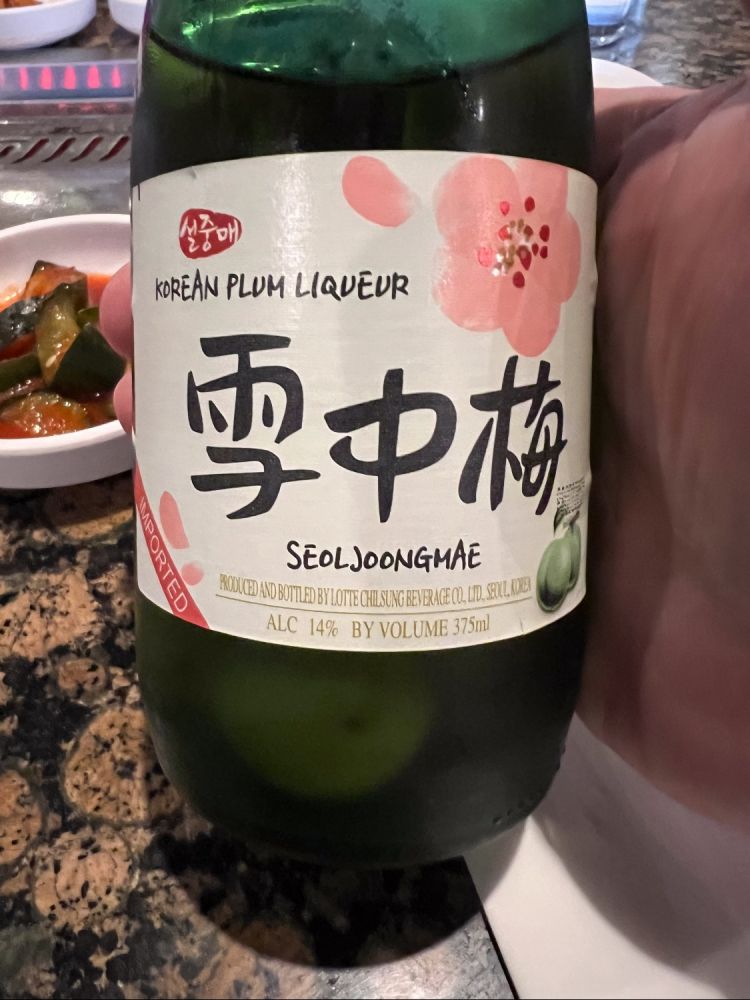 설중매
KOREAN PLUM LIQUEUR
雪中梅
SEOLJOONGMAE
IMPORTED
PRODUCED AND BOTTLED BY LOTTE CHILSUNG BEVERAGE CO., LTD., SEOUL, KOREA
ALC 14% BY VOLUME 375ml